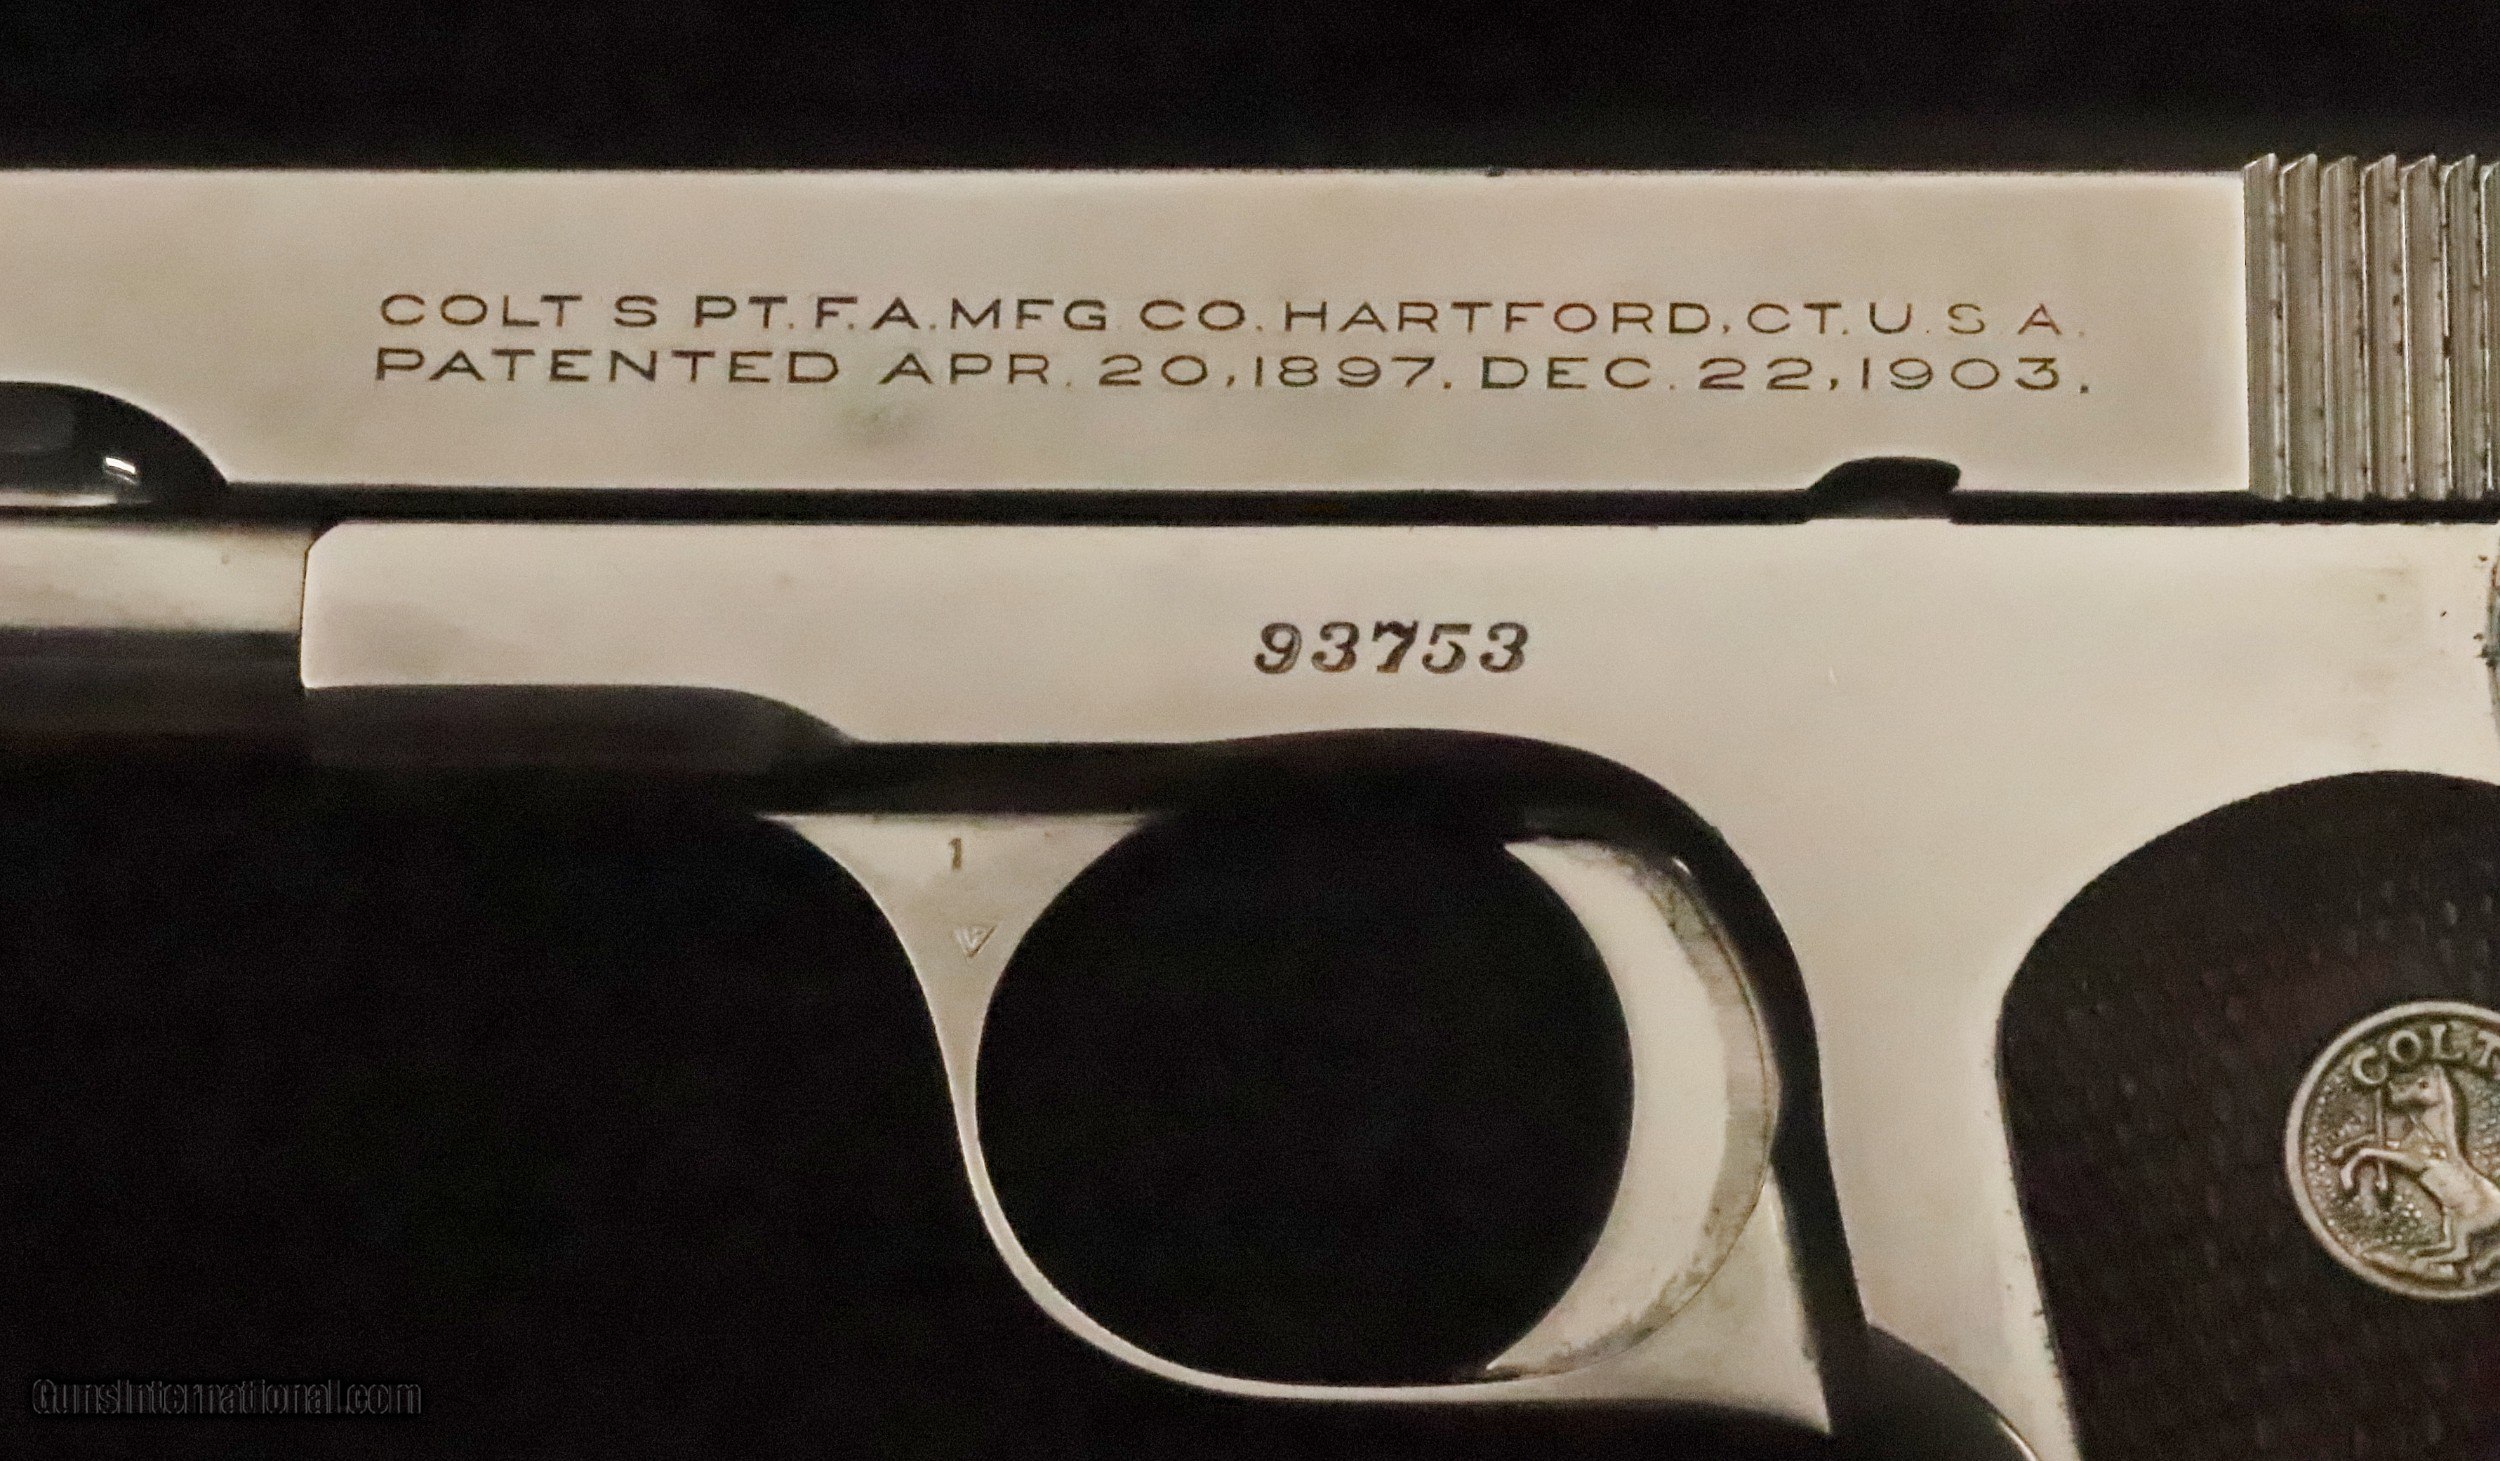 COLT S PT. F. A. MFG. CO. HARTFORD, CT. U. S. A.
PATENTED APR. 20, 1897. DEC. 22, 1903.
93753
1
COLT
GunsInternational.com